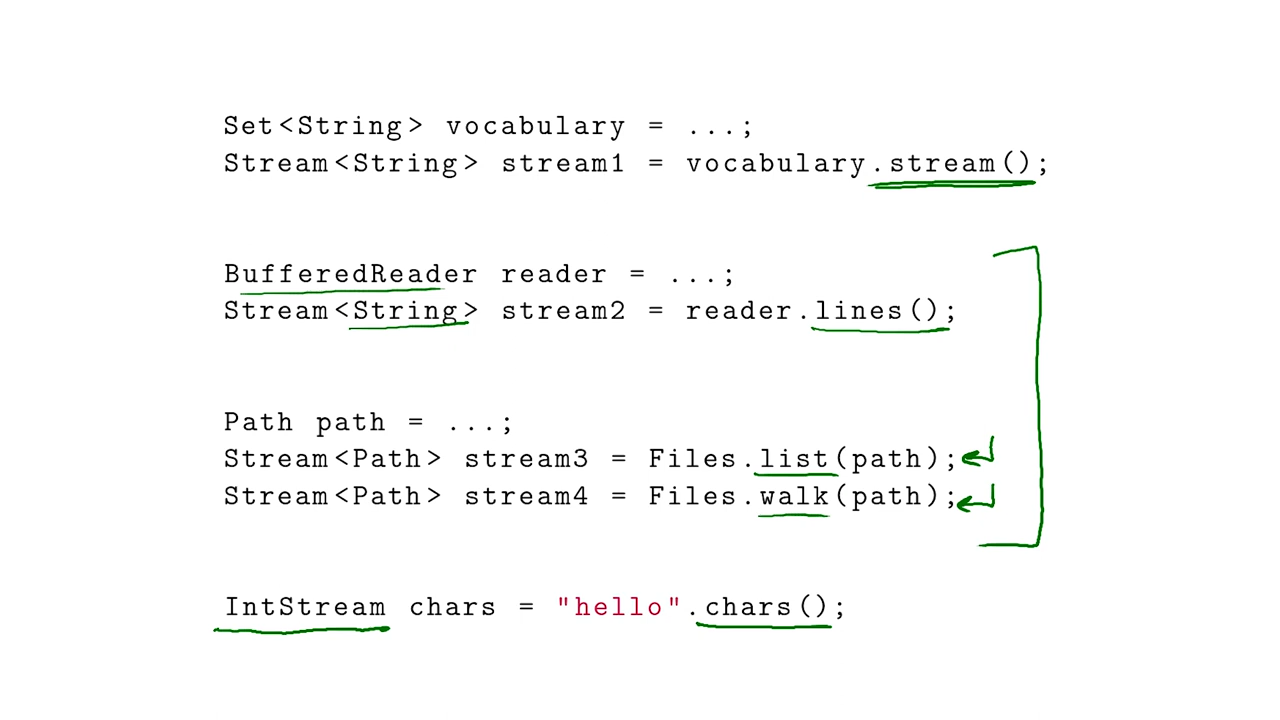 Set<String> vocabulary = ...;
Stream<String> stream1 = vocabulary.stream();
BufferedReader reader = ...;
Stream<String> stream2 = reader.lines();
Path path = ...;
Stream<Path> stream3 = Files.list(path);
Stream<Path> stream4 = Files.walk(path);
IntStream chars = "hello".chars();